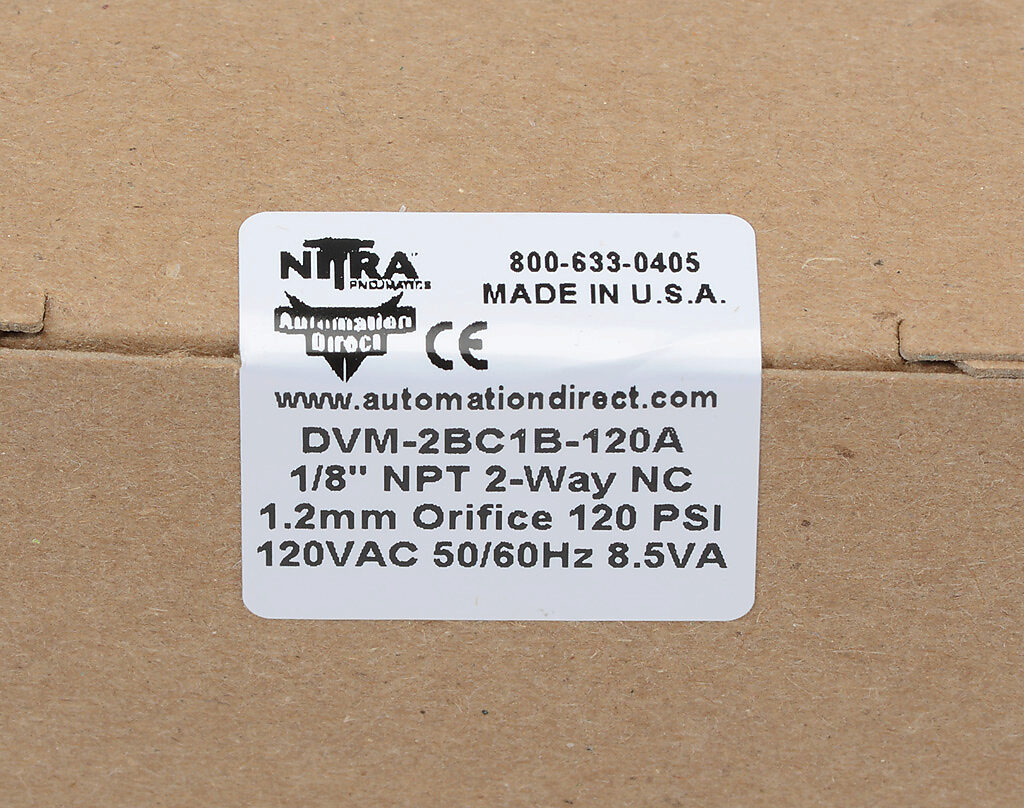 NITRA
PNEUMATICS
800-633-0405
MADE IN U.S.A.
Automation
Direct
CE
www.automationdirect.com
DVM-2BC1B-120A
1/8" NPT 2-Way NC
1.2mm Orifice 120 PSI
120VAC 50/60Hz 8.5VA